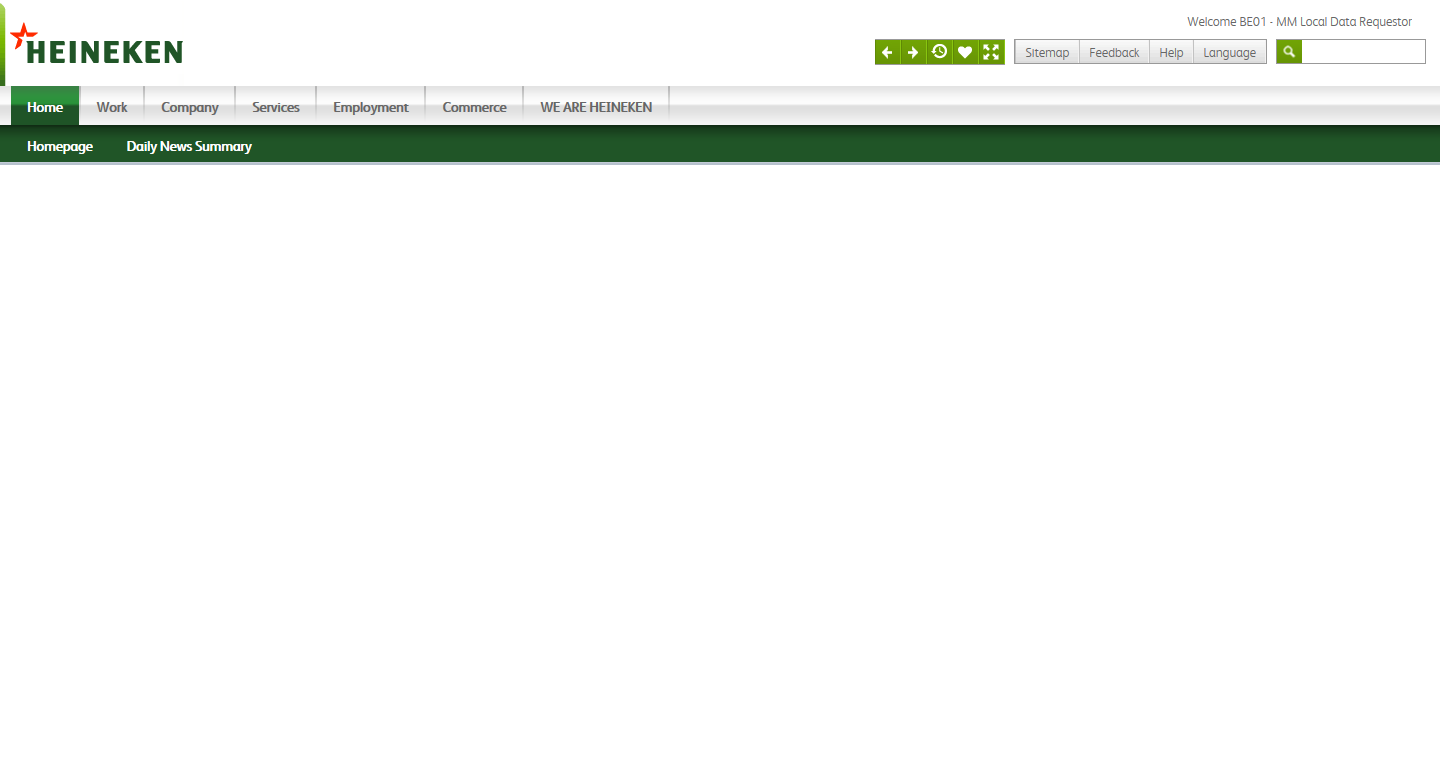 Welcome BE01 - MM Local Data Requestor
HEINEKEN
Sitemap Feedback Help Language
Home Work Company Services Employment Commerce WE ARE HEINEKEN
Homepage Daily News Summary